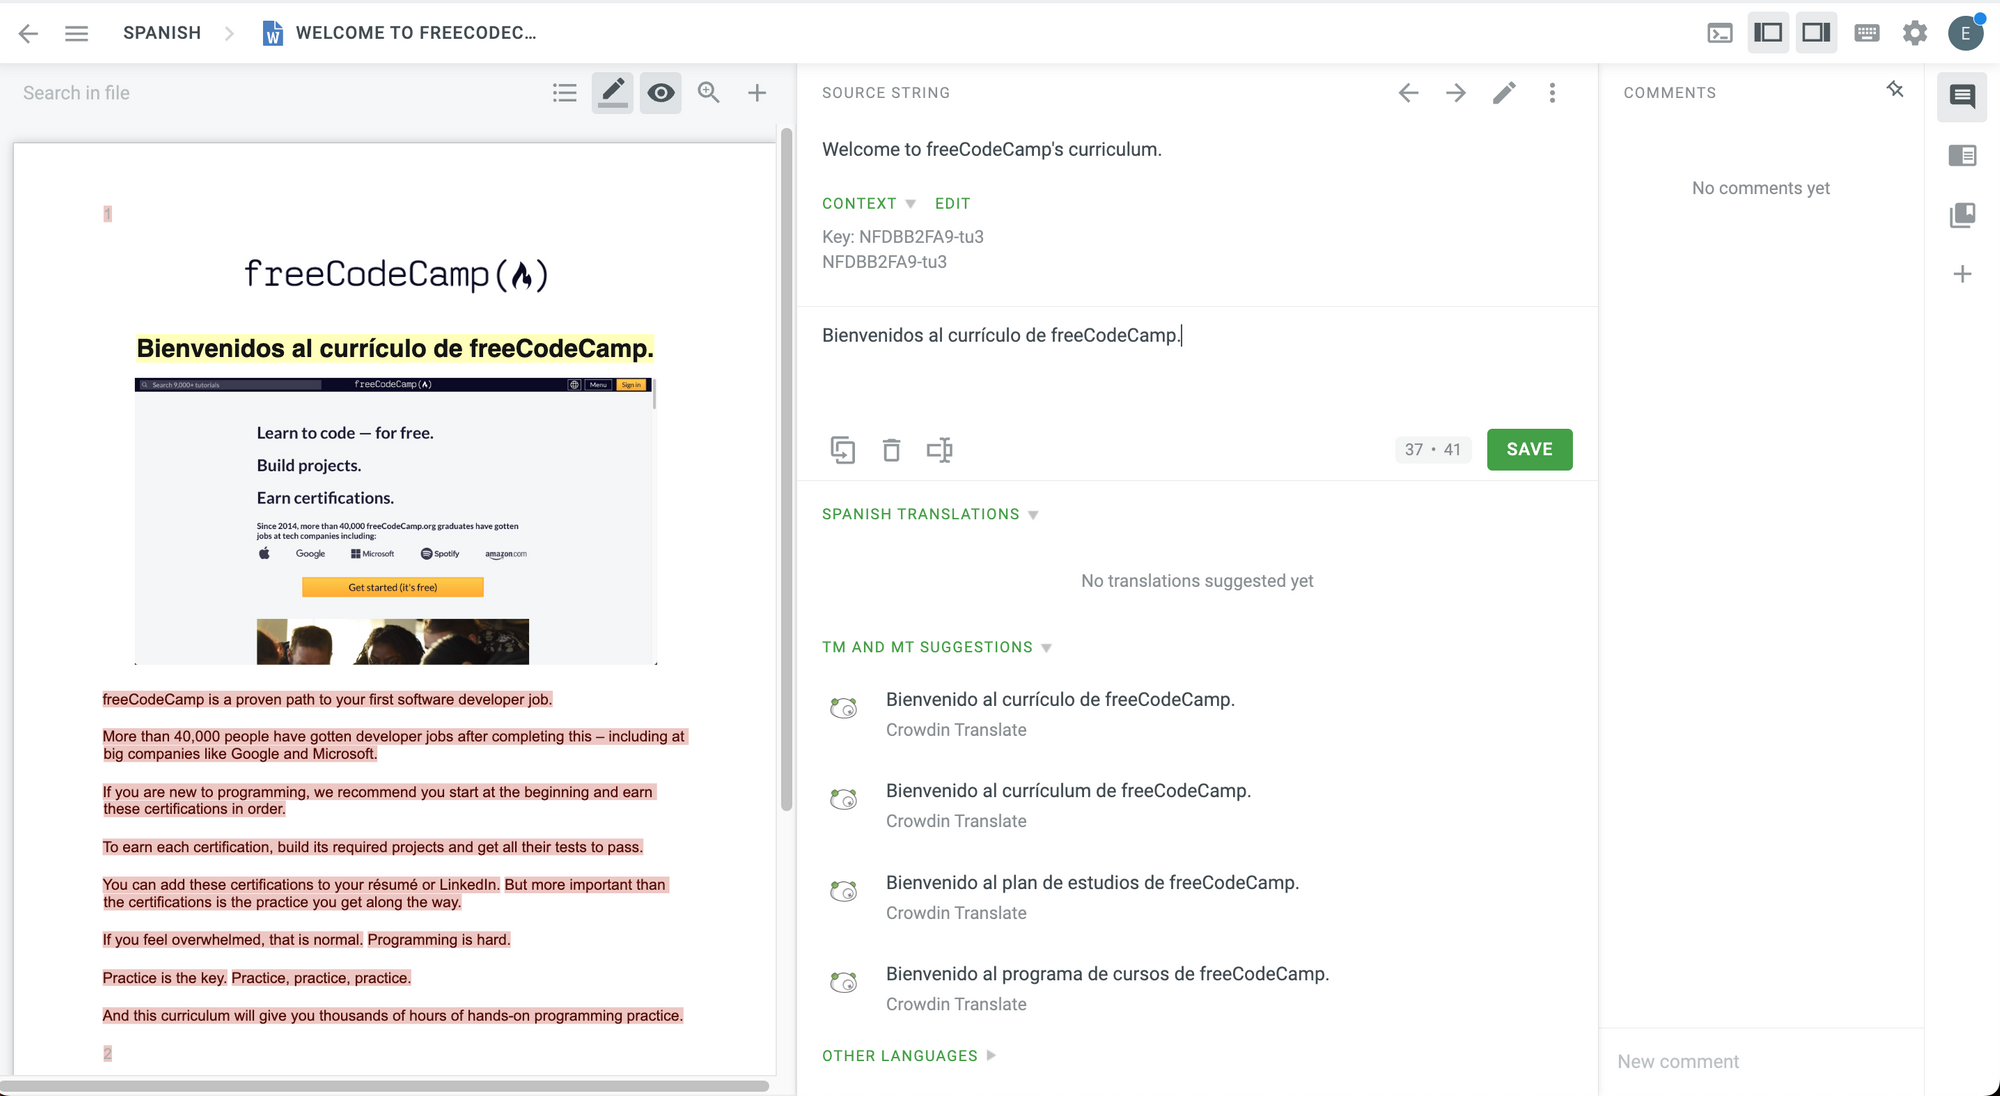 SPANISH
WELCOME TO FREECODEC...
E
Search in file
1
freeCodeCamp
Bienvenidos al currículo de freeCodeCamp.
Search 9,000+ tutorials
freeCodeCamp
Menu
Sign in
Learn to code — for free.
Build projects.
Earn certifications.
Since 2014, more than 40,000 freeCodeCamp.org graduates have gotten
jobs at tech companies including:
Google
Microsoft
Spotify
amazon.com
Get started (it's free)
freeCodeCamp is a proven path to your first software developer job.
More than 40,000 people have gotten developer jobs after completing this – including at
big companies like Google and Microsoft.
If you are new to programming, we recommend you start at the beginning and earn
these certifications in order.
To earn each certification, build its required projects and get all their tests to pass.
You can add these certifications to your résumé or LinkedIn. But more important than
the certifications is the practice you get along the way.
If you feel overwhelmed, that is normal. Programming is hard.
Practice is the key. Practice, practice, practice.
And this curriculum will give you thousands of hours of hands-on programming practice.
2
SOURCE STRING
Welcome to freeCodeCamp's curriculum.
CONTEXT EDIT
Key: NFDBB2FA9-tu3
NFDBB2FA9-tu3
Bienvenidos al currículo de freeCodeCamp.
37 • 41
SAVE
SPANISH TRANSLATIONS
No translations suggested yet
TM AND MT SUGGESTIONS
Bienvenido al currículo de freeCodeCamp.
Crowdin Translate
Bienvenido al currículum de freeCodeCamp.
Crowdin Translate
Bienvenido al plan de estudios de freeCodeCamp.
Crowdin Translate
Bienvenido al programa de cursos de freeCodeCamp.
Crowdin Translate
OTHER LANGUAGES
COMMENTS
No comments yet
New comment